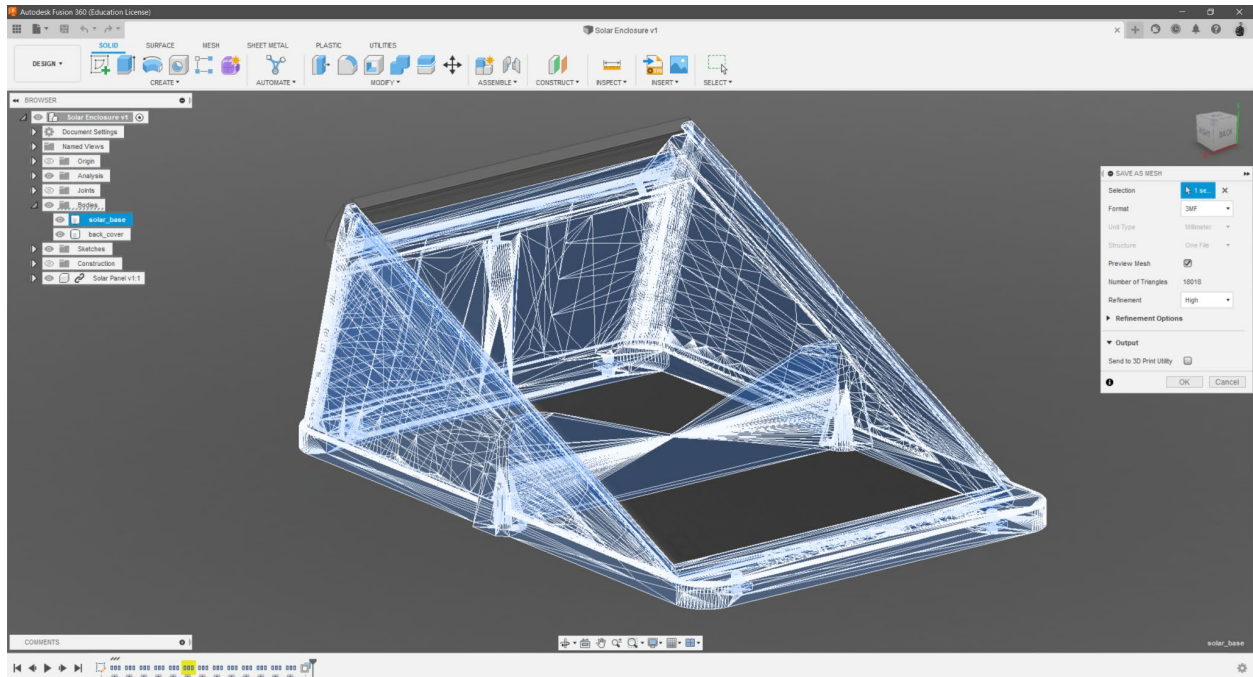 Autodesk Fusion 360 (Education License)
Solar Enclosure v1
SOLID SURFACE MESH SHEET METAL PLASTIC UTILITIES
DESIGN
CREATE AUTOMATE MODIFY ASSEMBLE CONSTRUCT INSPECT INSERT SELECT
BROWSER
Solar Enclosure v1
Document Settings
Named Views
Origin
Analysis
Joints
Bodies
solar_base
back_cover
Sketches
Construction
Solar Panel v1:1
BACK
SAVE AS MESH
Selection 1 se...
Format 3MF
Unit Type Millimeter
Structure One File
Preview Mesh
Number of Triangles 18018
Refinement High
Refinement Options
Output
Send to 3D Print Utility
OK Cancel
COMMENTS
solar_base